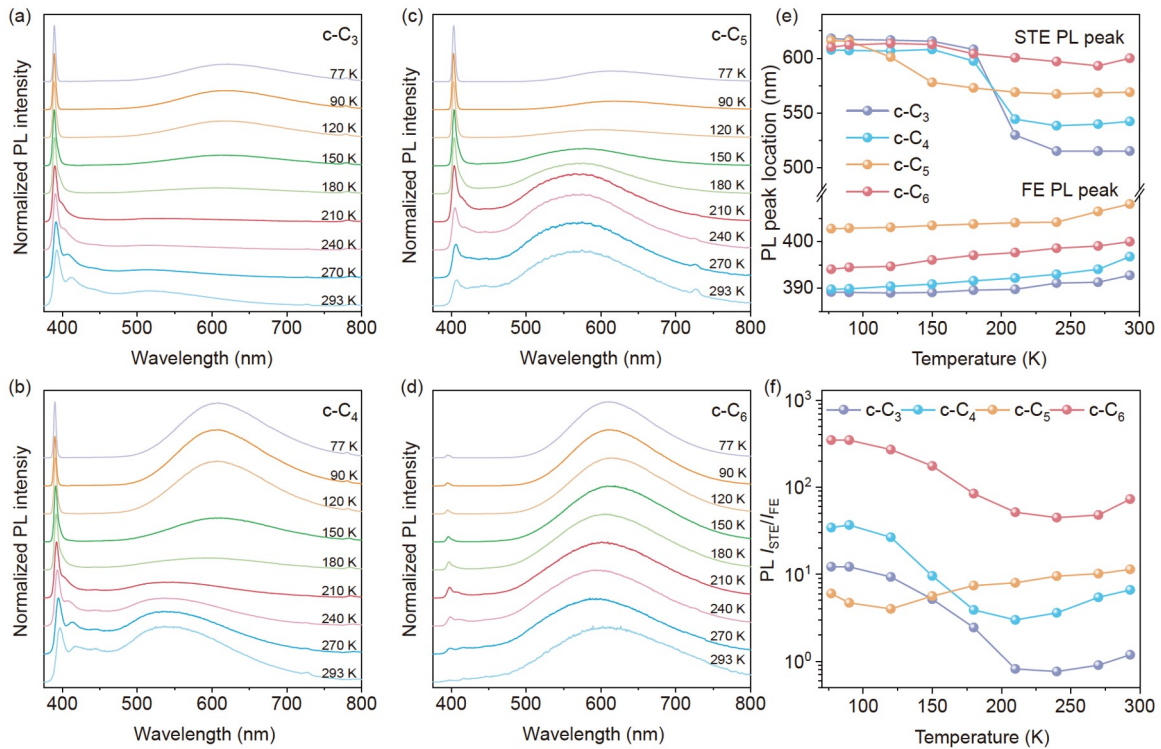 (a)
c-C3
77 K
90 K
120 K
150 K
180 K
210 K
240 K
270 K
293 K
Normalized PL intensity
400 500 600 700 800
Wavelength (nm)
(c)
c-C5
77 K
90 K
120 K
150 K
180 K
210 K
240 K
270 K
293 K
Normalized PL intensity
400 500 600 700 800
Wavelength (nm)
(e)
STE PL peak
c-C3
c-C4
c-C5
c-C6
FE PL peak
600
550
500
400
390
PL peak location (nm)
100 150 200 250 300
Temperature (K)
(b)
c-C4
77 K
90 K
120 K
150 K
180 K
210 K
240 K
270 K
293 K
Normalized PL intensiy
400 500 600 700 800
Wavelength (nm)
(d)
c-C6
77 K
90 K
120 K
150 K
180 K
210 K
240 K
270 K
293 K
Normalized PL intensity
400 500 600 700 800
Wavelength (nm)
(f)
c-C3 c-C4 c-C5 c-C6
10³
10²
10¹
10⁰
PL ISTE/IFE
100 150 200 250 300
Temperature (K)